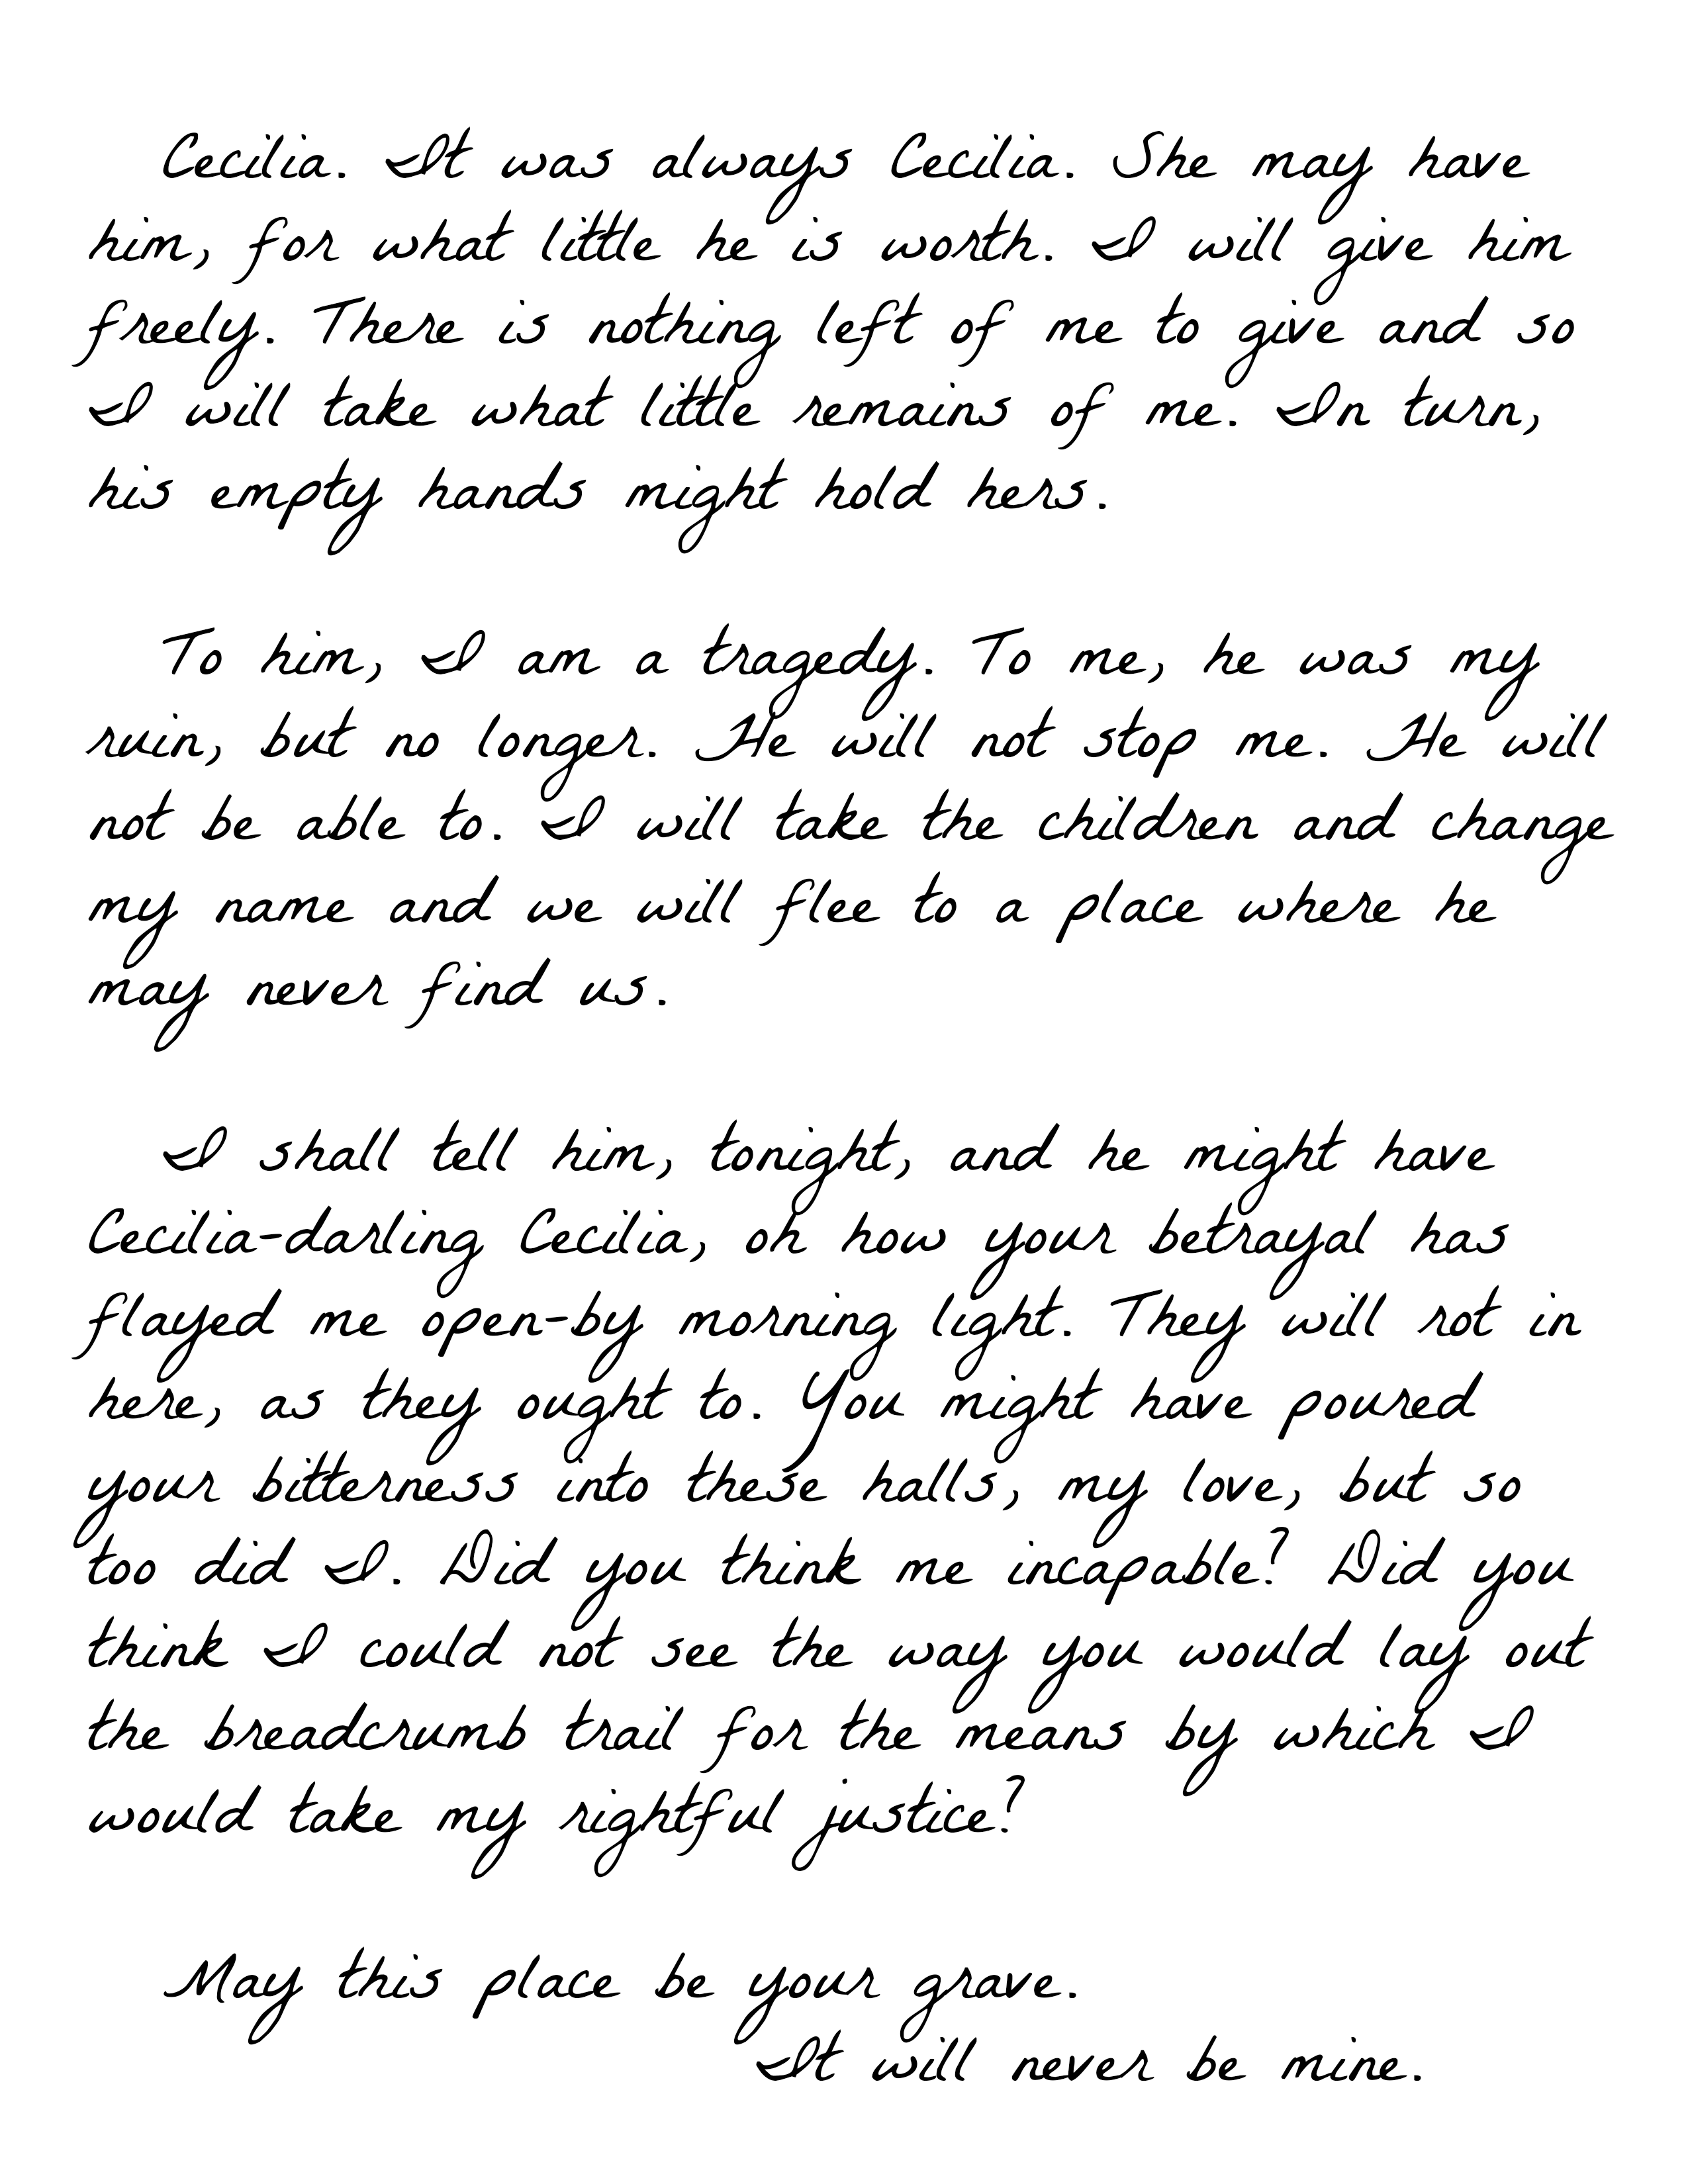 Cecilia. It was always Cecilia. She may have
him, for what little he is worth. I will give him
freely. There is nothing left of me to give and so
I will take what little remains of me. In turn,
his empty hands might hold hers.
To him, I am a tragedy. To me, he was my
ruin, but no longer. He will not stop me. He will
not be able to. I will take the children and change
my name and we will flee to a place where he
may never find us.
I shall tell him, tonight, and he might have
Cecilia-darling Cecilia, oh how your betrayal has
flayed me open-by morning light. They will rot in
here, as they ought to. You might have poured
your bitterness into these halls, my love, but so
too did I. Did you think me incapable? Did you
think I could not see the way you would lay out
the breadcrumb trail for the means by which I
would take my rightful justice?
May this place be your grave.
It will never be mine.